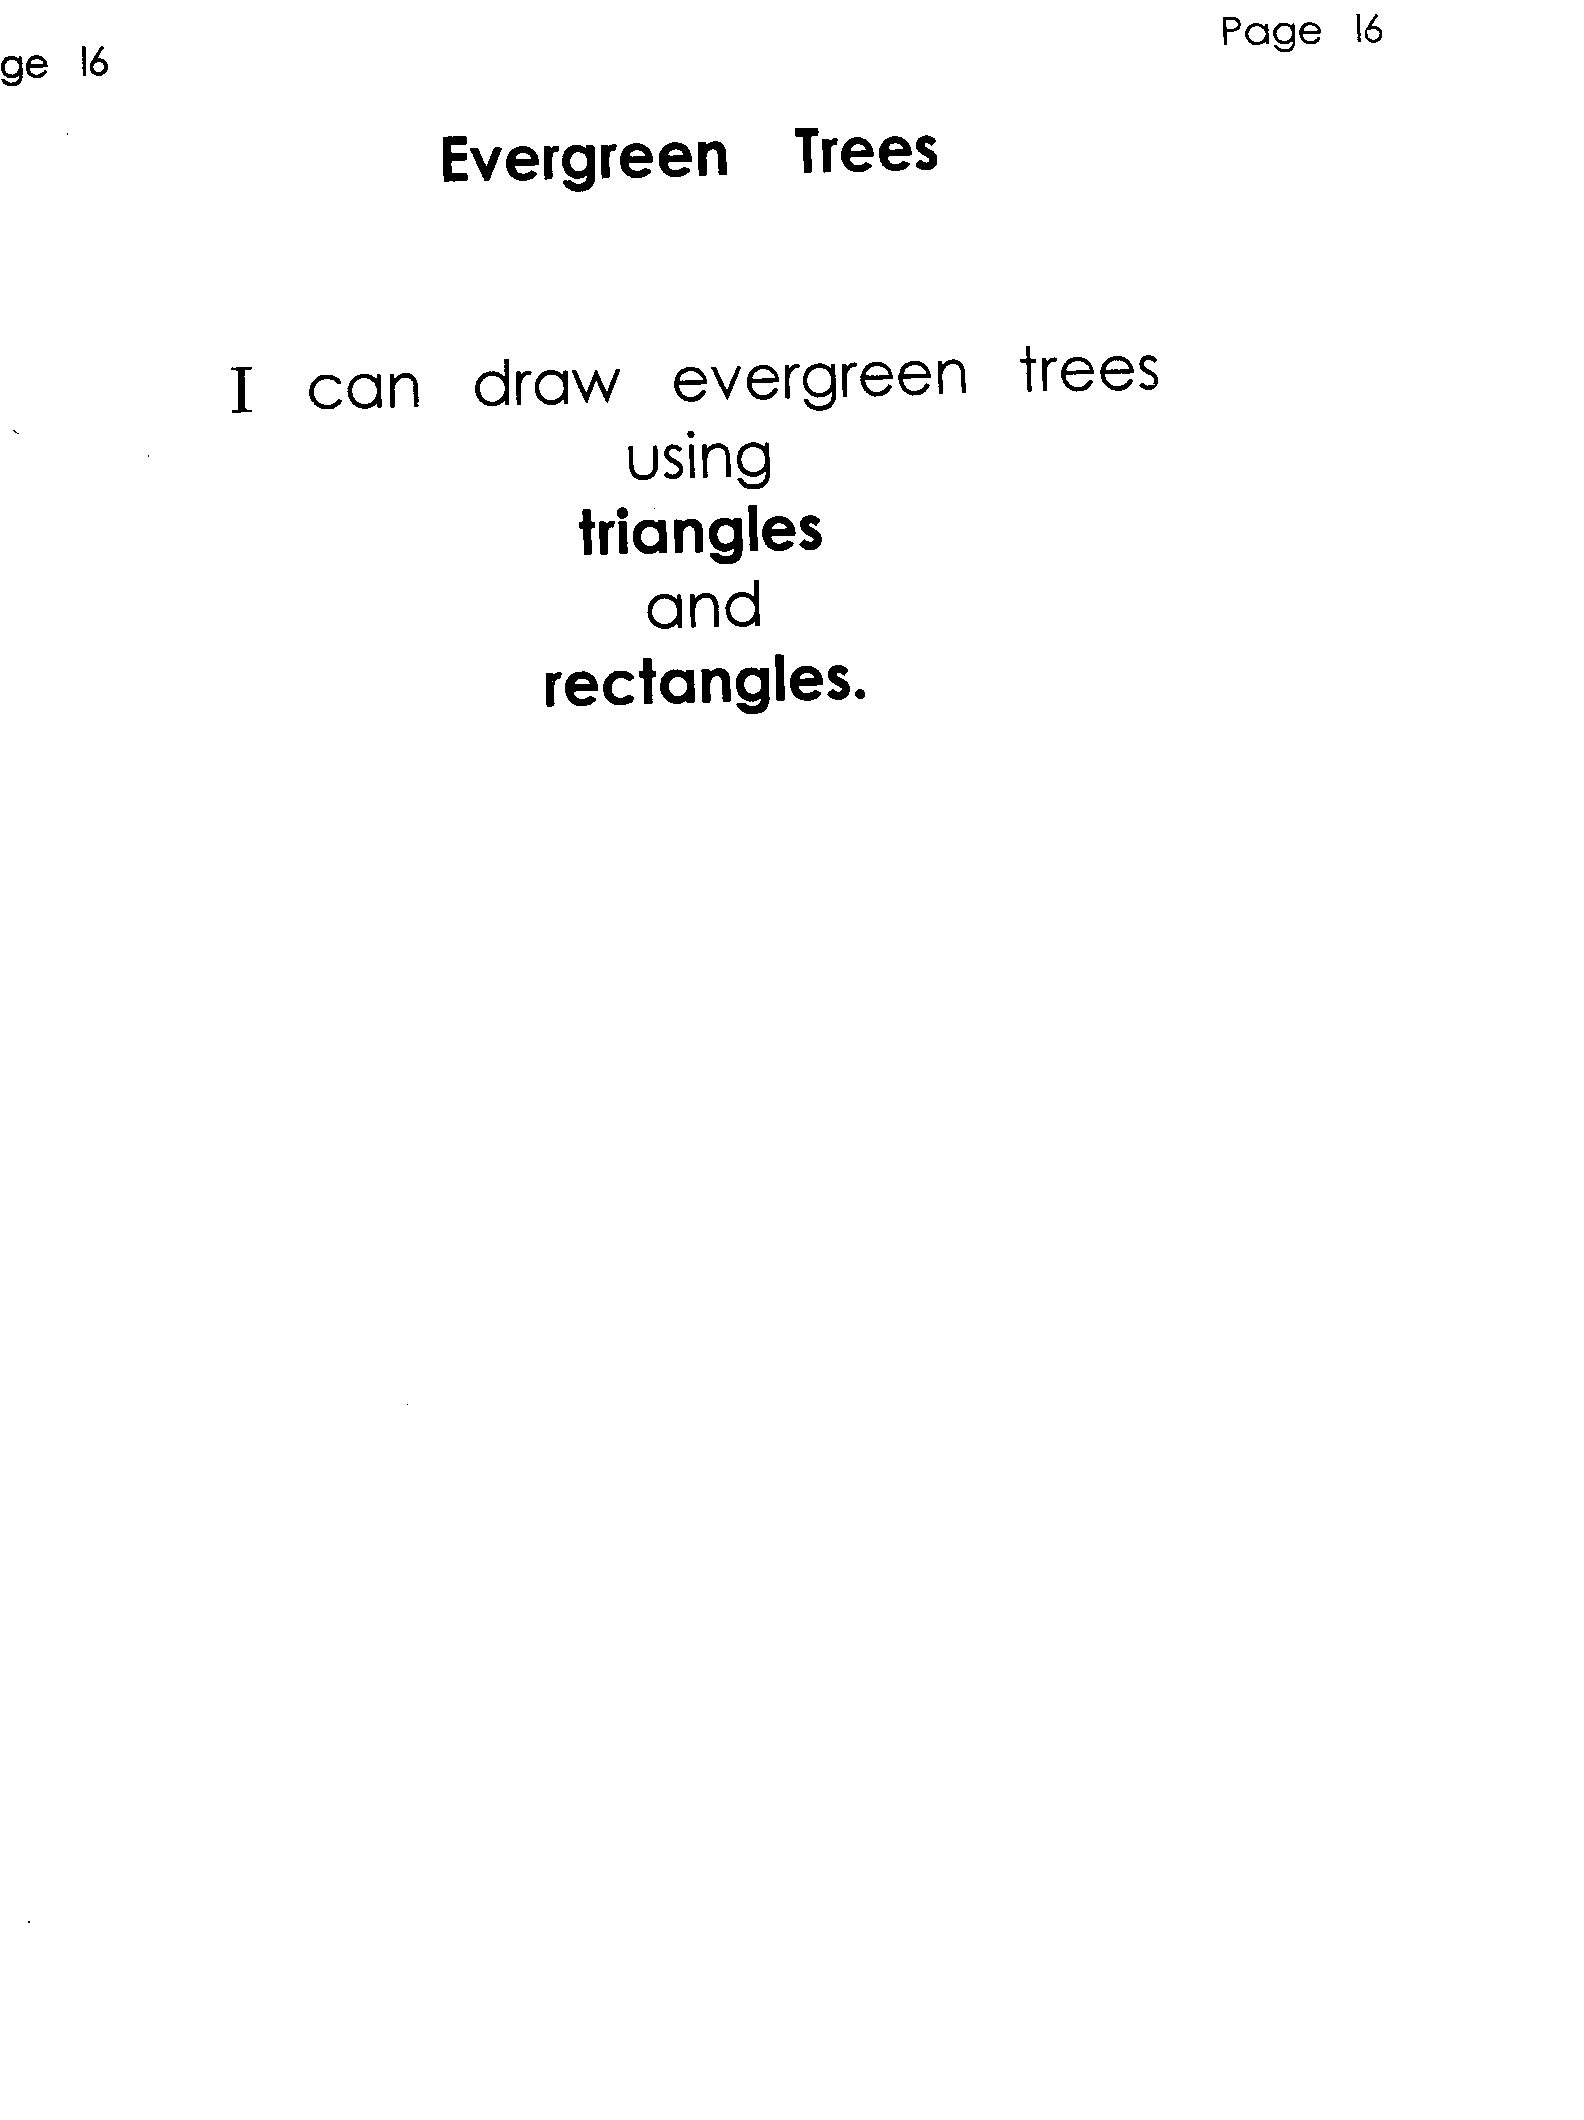 Page 16
ge 16
Evergreen Trees
I can draw evergreen trees
using
triangles
and
rectangles.